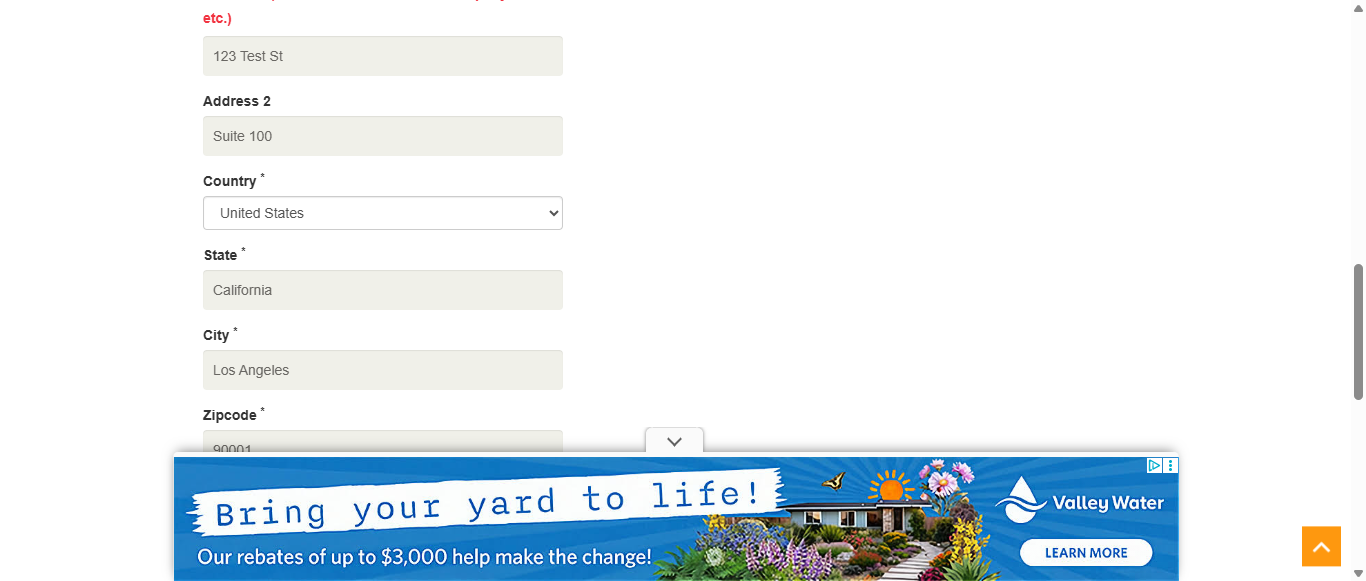 etc.)
123 Test St
Address 2
Suite 100
Country *
United States
State *
California
City *
Los Angeles
Zipcode *
90001
Bring your yard to life!
Our rebates of up to $3,000 help make the change!
Valley Water
LEARN MORE